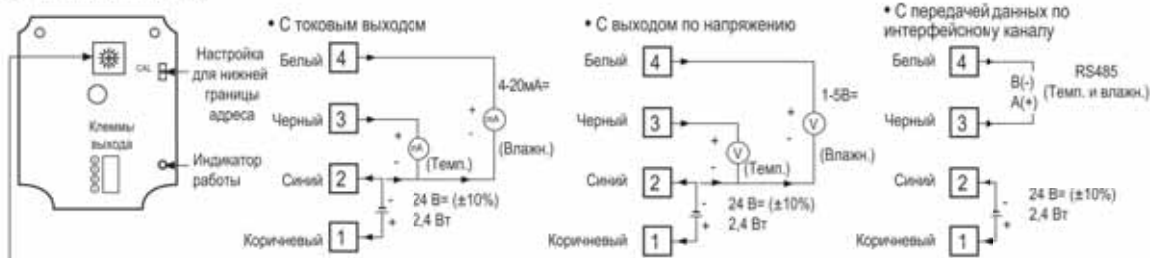 CAL
Настройка
для нижней
границы
адреса
Клеммы
выхода
Индикатор
работы
• С токовым выходсм
Белый 4
4-20мА=
+
-
mA
Черный 3
+
-
mA
(Темп.)
(Влажн.)
Синий 2
-
+
24 В= (±10%)
2,4 Вт
Коричневый 1
• С выходом по напряжению
Белый 4
1-5В=
+
-
V
Черный 3
+
-
V
(Темп.)
(Влажн.)
Синий 2
-
+
24 В= (±10%)
2,4 Вт
Коричневый 1
• С передачей данных по
интерфейсному каналу
Белый 4
B(-)
A(+)
RS485
(Темп. и влажн.)
Черный 3
Синий 2
-
+
24 В= (±10%)
2,4 Вт
Коричневый 1